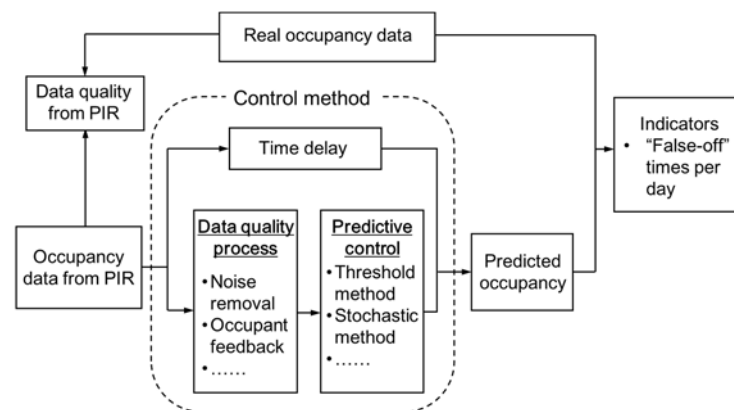 Real occupancy data
Data quality
from PIR
Control method
Time delay
Indicators
• “False-off”
times per
day
Occupancy
data from PIR
Data quality
process
• Noise
removal
• Occupant
feedback
• ……
Predictive
control
• Threshold
method
• Stochastic
method
• ……
Predicted
occupancy